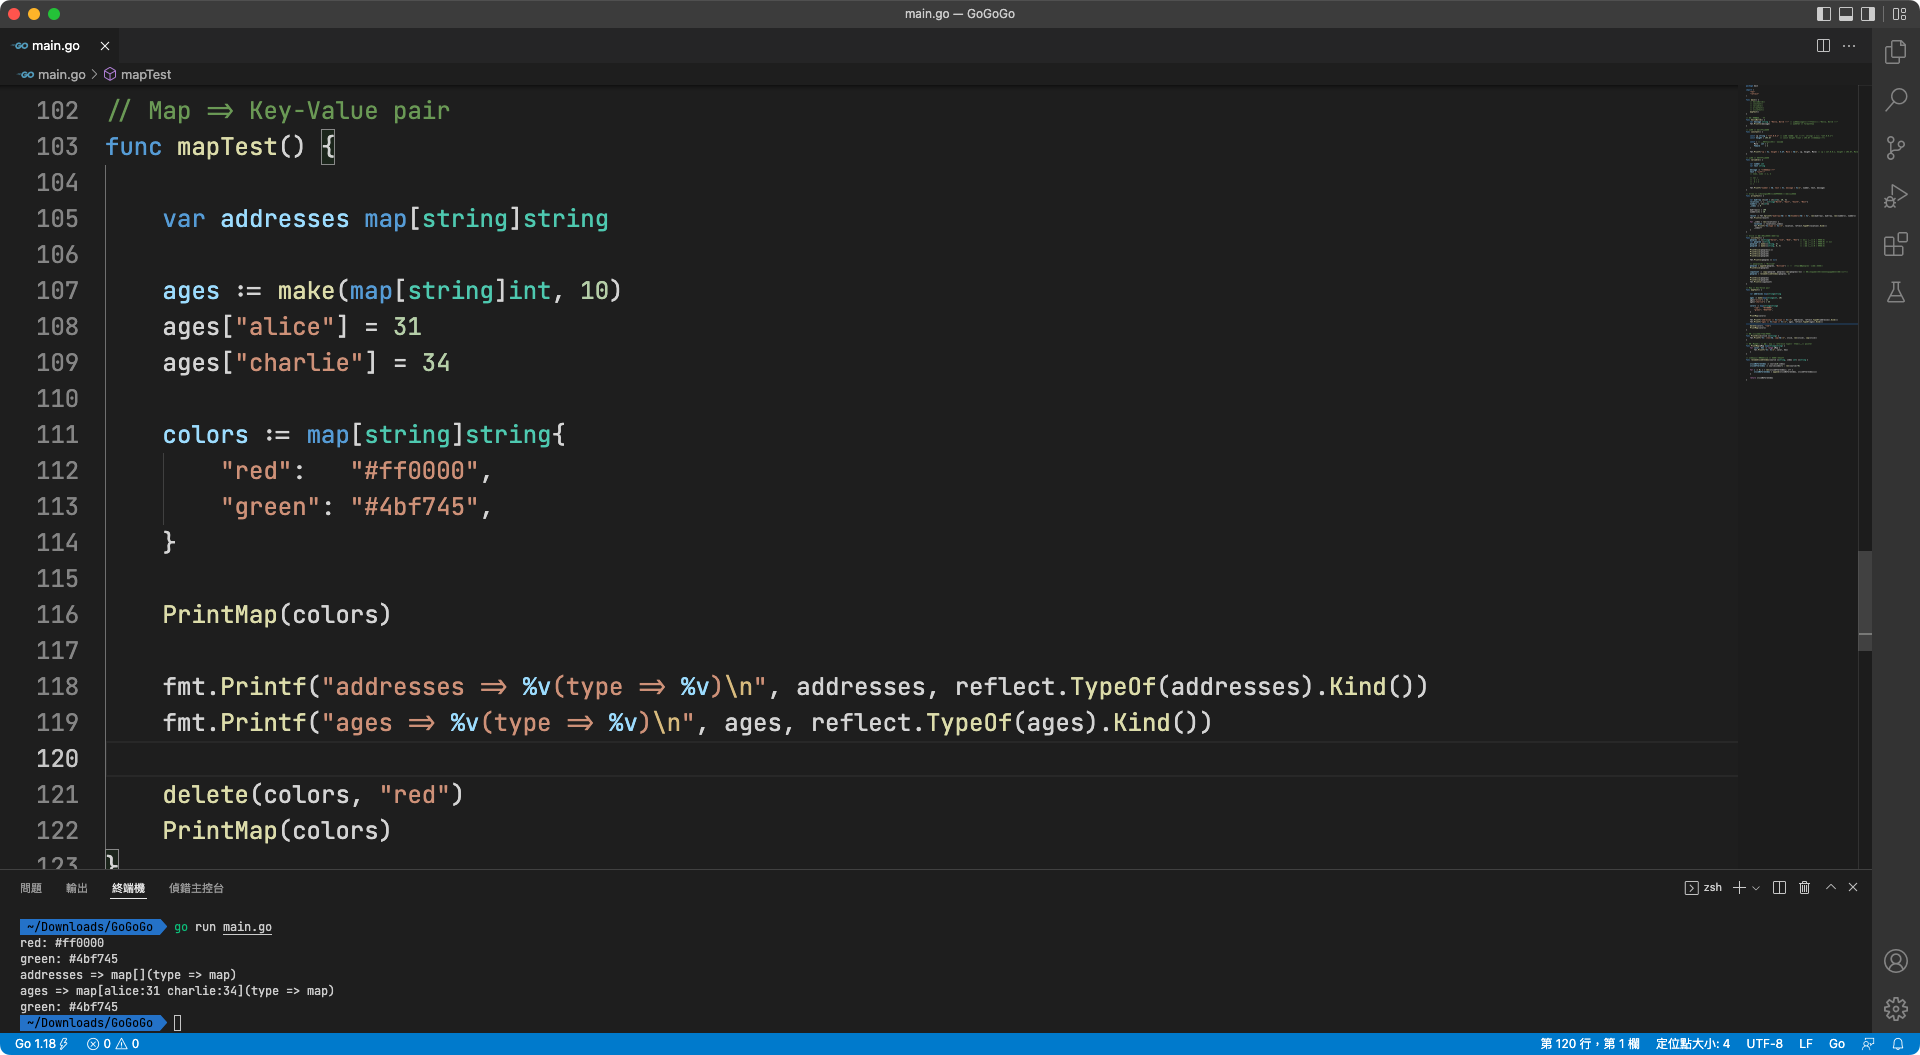 main.go — GoGoGo
GO main.go
GO main.go > mapTest
102 // Map => Key-Value pair
103 func mapTest() {
104
105 var addresses map[string]string
106
107 ages := make(map[string]int, 10)
108 ages["alice"] = 31
109 ages["charlie"] = 34
110
111 colors := map[string]string{
112 "red":   "#ff0000",
113 "green": "#4bf745",
114 }
115
116 PrintMap(colors)
117
118 fmt.Printf("addresses => %v(type => %v)\n", addresses, reflect.TypeOf(addresses).Kind())
119 fmt.Printf("ages => %v(type => %v)\n", ages, reflect.TypeOf(ages).Kind())
120
121 delete(colors, "red")
122 PrintMap(colors)
123 }
問題 輸出 終端機 偵錯主控台 zsh
~/Downloads/GoGoGo go run main.go
red: #ff0000
green: #4bf745
addresses => map[](type => map)
ages => map[alice:31 charlie:34](type => map)
green: #4bf745
~/Downloads/GoGoGo
Go 1.18 0 0 第 120 行，第 1 欄 定位點大小: 4 UTF-8 LF Go